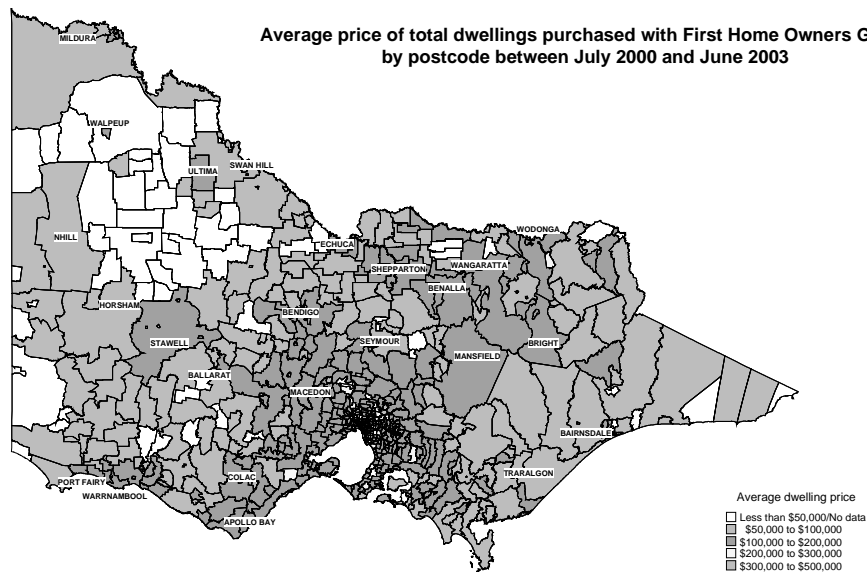 Average price of total dwellings purchased with First Home Owners G
by postcode between July 2000 and June 2003
MILDURA
WALPEUP
ULTIMA
SWAN HILL
NHILL
ECHUCA
WODONGA
SHEPPARTON
WANGARATTA
BENALLA
HORSHAM
BENDIGO
STAWELL
SEYMOUR
BRIGHT
MANSFIELD
BALLARAT
MACEDON
BAIRNSDALE
TRARALGON
COLAC
PORT FAIRY
WARRNAMBOOL
APOLLO BAY
Average dwelling price
Less than $50,000/No data
$50,000 to $100,000
$100,000 to $200,000
$200,000 to $300,000
$300,000 to $500,000